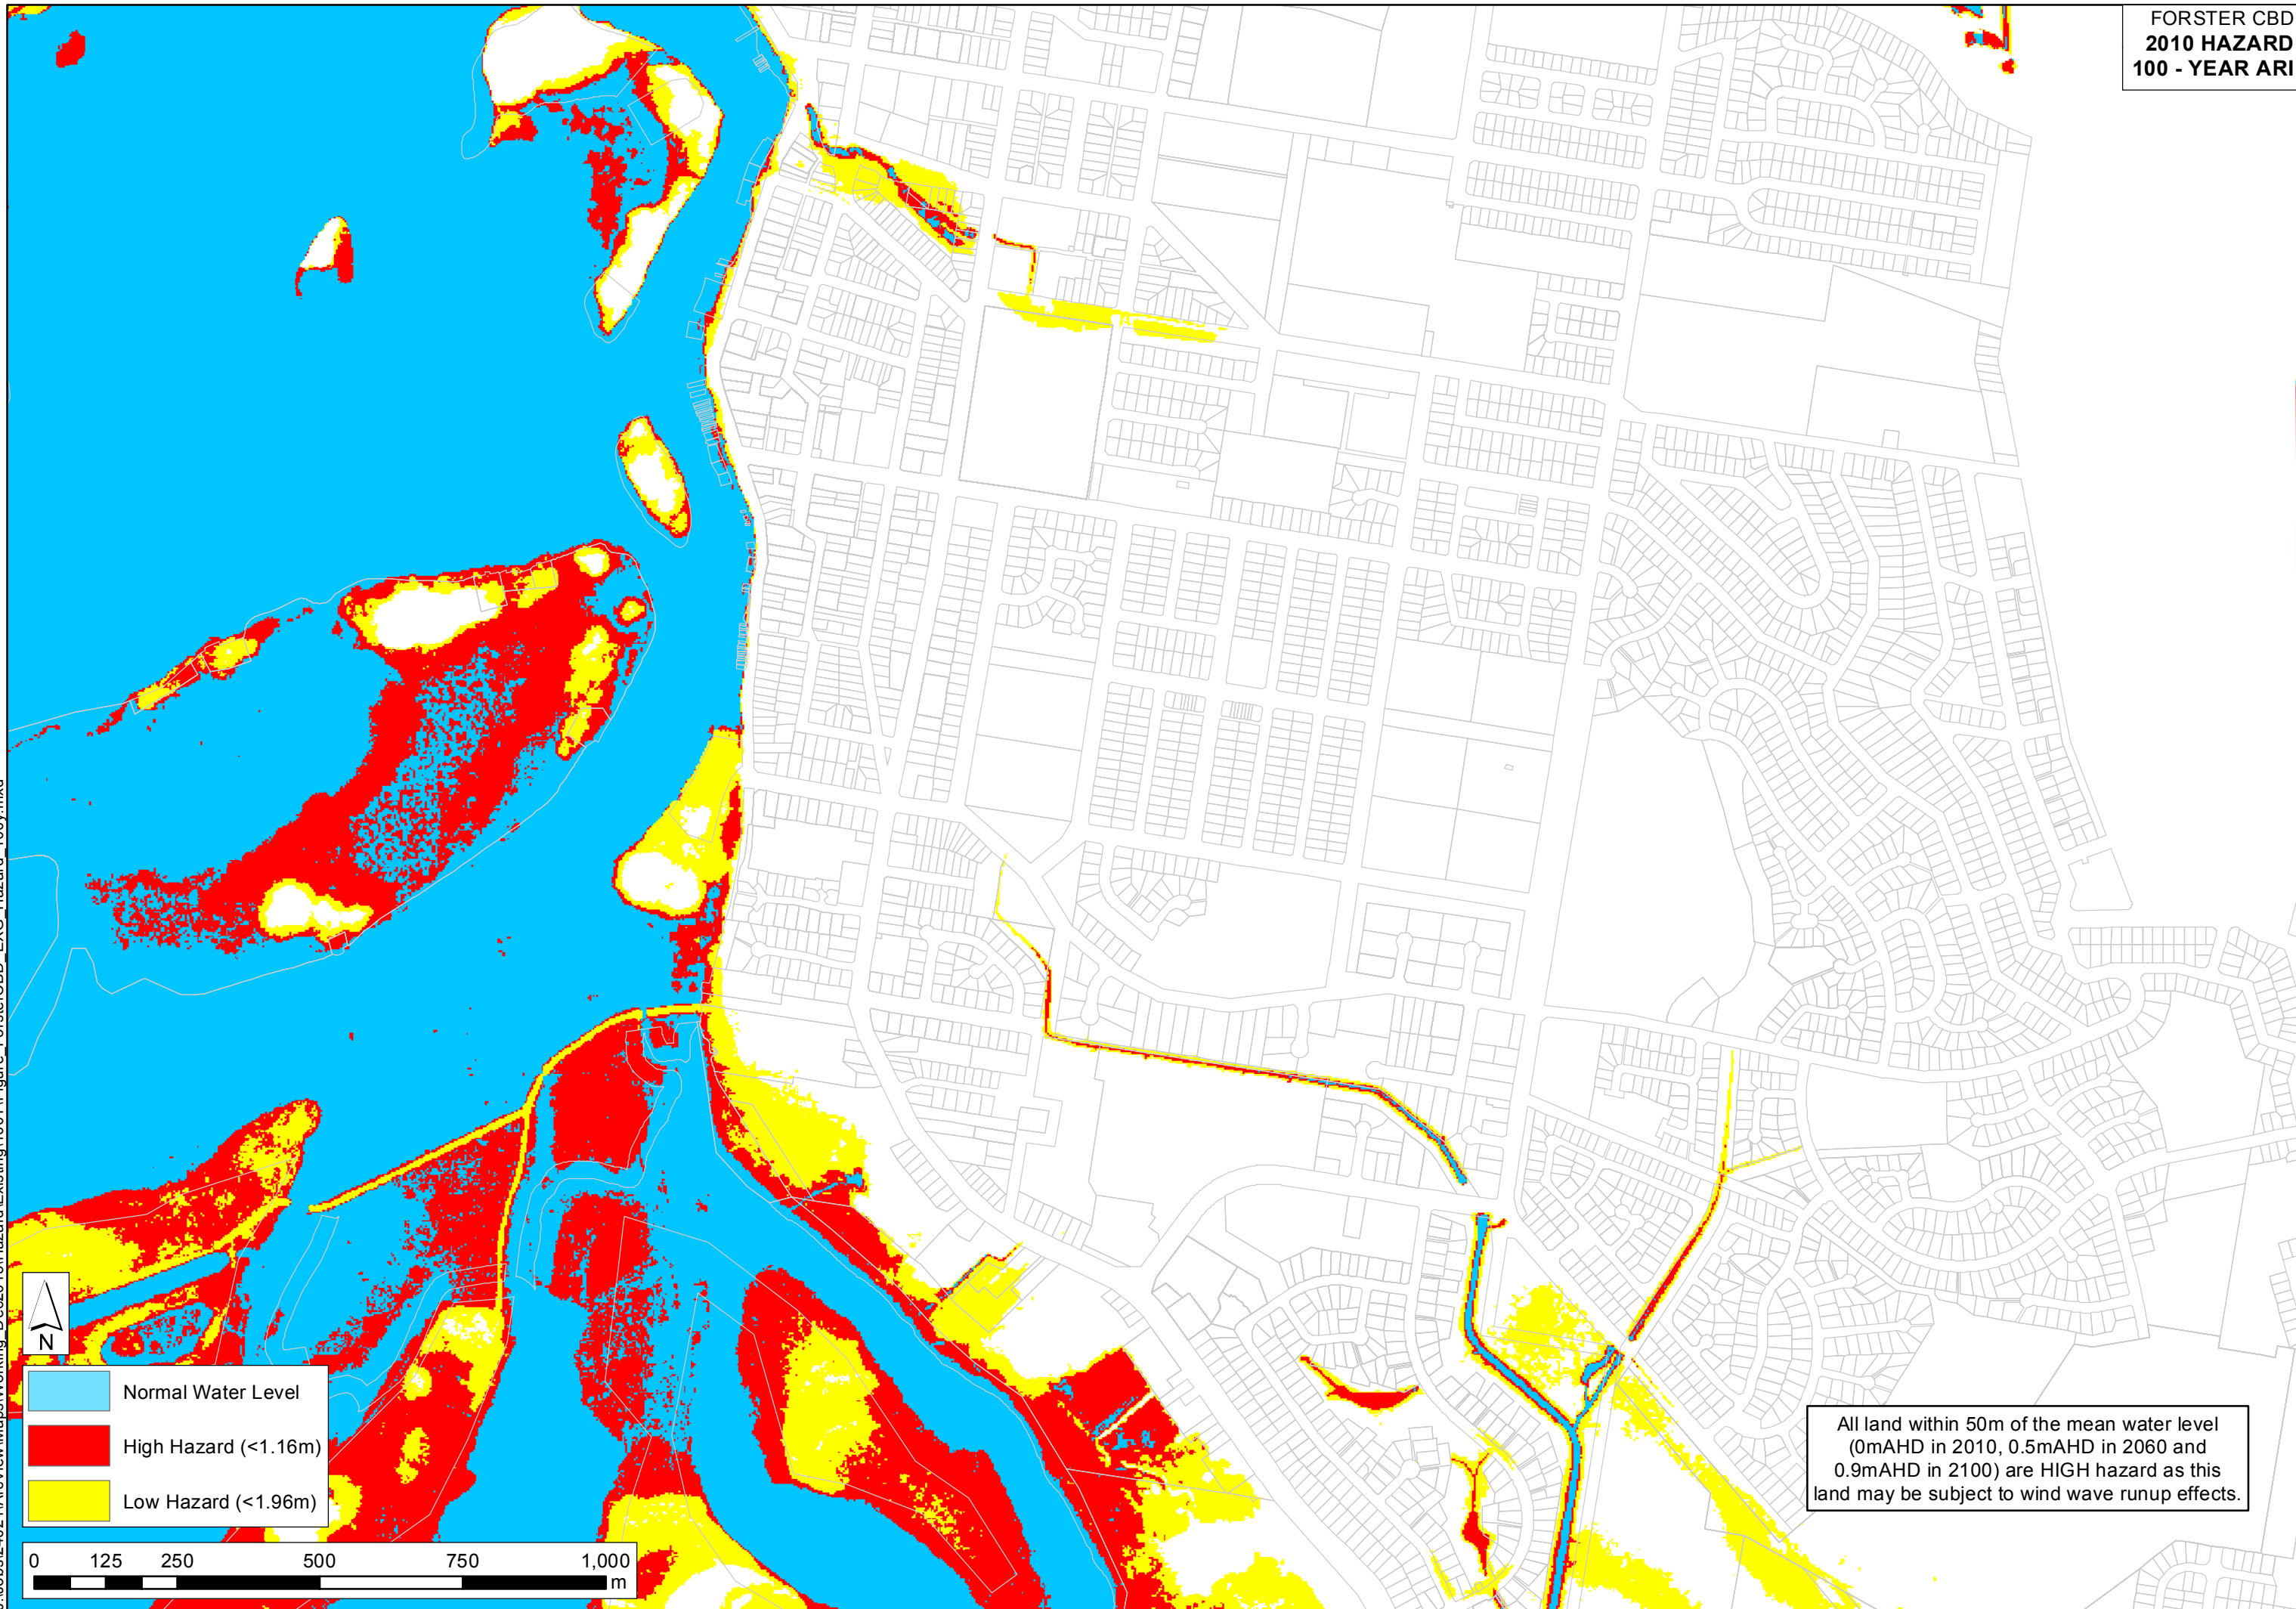 FORSTER CBD
2010 HAZARD
100 - YEAR ARI
N
Normal Water Level
High Hazard (<1.16m)
Low Hazard (<1.96m)
0 125 250 500 750 1,000
m
All land within 50m of the mean water level
(0mAHD in 2010, 0.5mAHD in 2060 and
0.9mAHD in 2100) are HIGH hazard as this
land may be subject to wind wave runup effects.